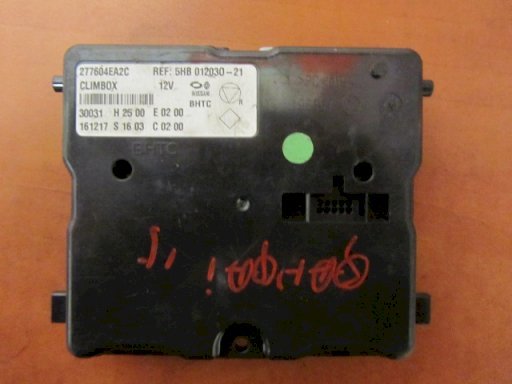 277604EA2C REF: 5HB 012030-21
CLIMBOX 12V NISSAN
BHTC R
30031 H 25 00 E 02 00
161217 S 16 03 C 02 00
BHTC